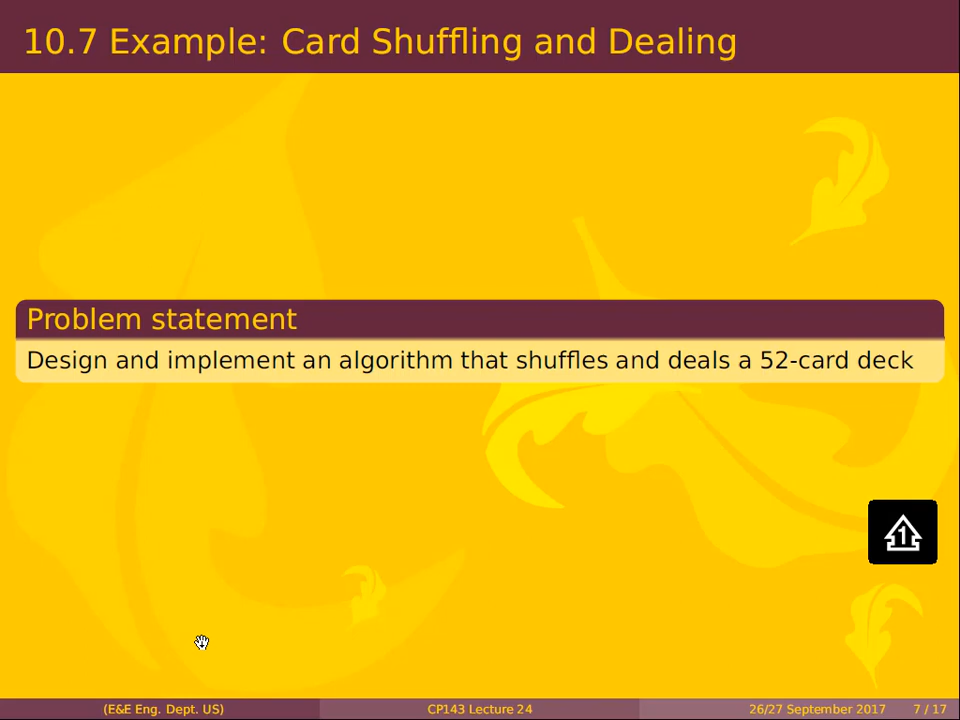 10.7 Example: Card Shuffling and Dealing
Problem statement
Design and implement an algorithm that shuffles and deals a 52-card deck
1
(E&E Eng. Dept. US) CP143 Lecture 24 26/27 September 2017 7 / 17